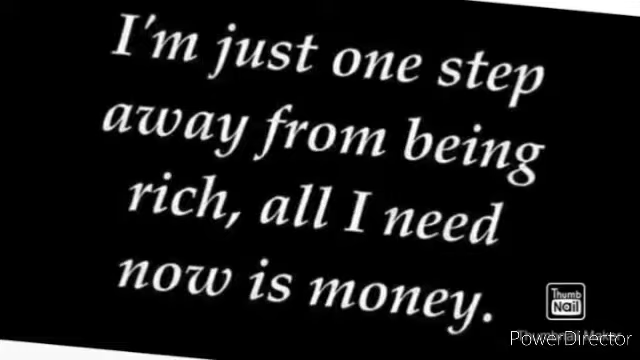 I'm just one step
away from being
rich, all I need
now is money.
Thumb
Nail
PowerDirector